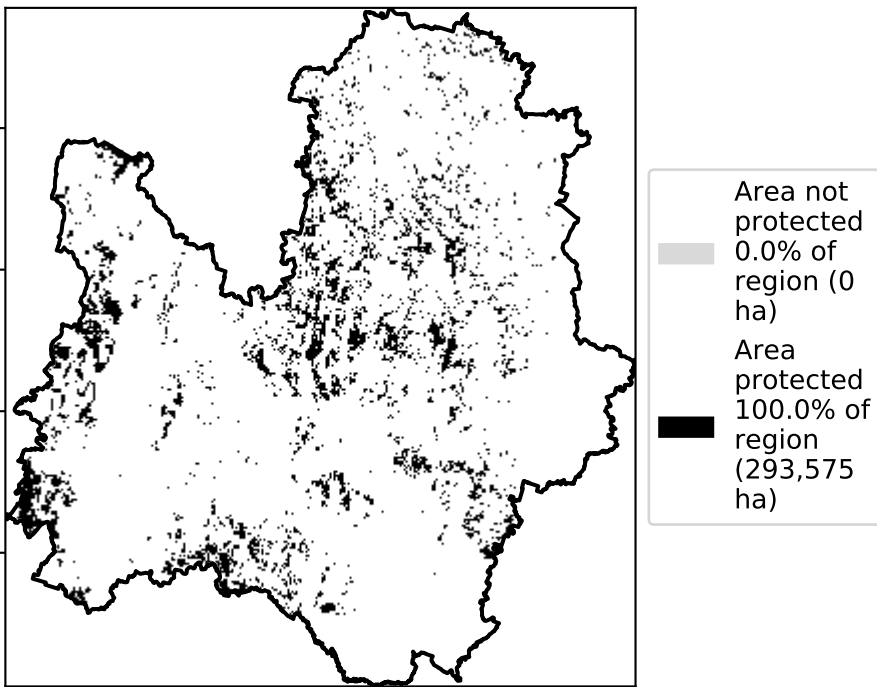 Area not
protected
0.0% of
region (0
ha)
Area
protected
100.0% of
region
(293,575
ha)